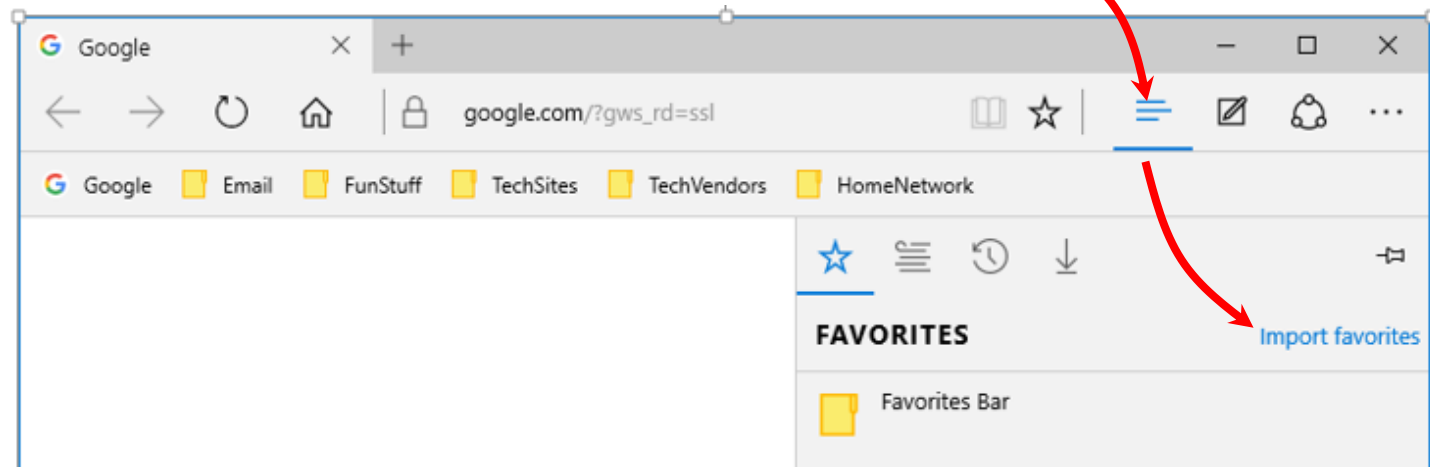 Google
google.com/?gws_rd=ssl
Google Email FunStuff TechSites TechVendors HomeNetwork
FAVORITES Import favorites
Favorites Bar